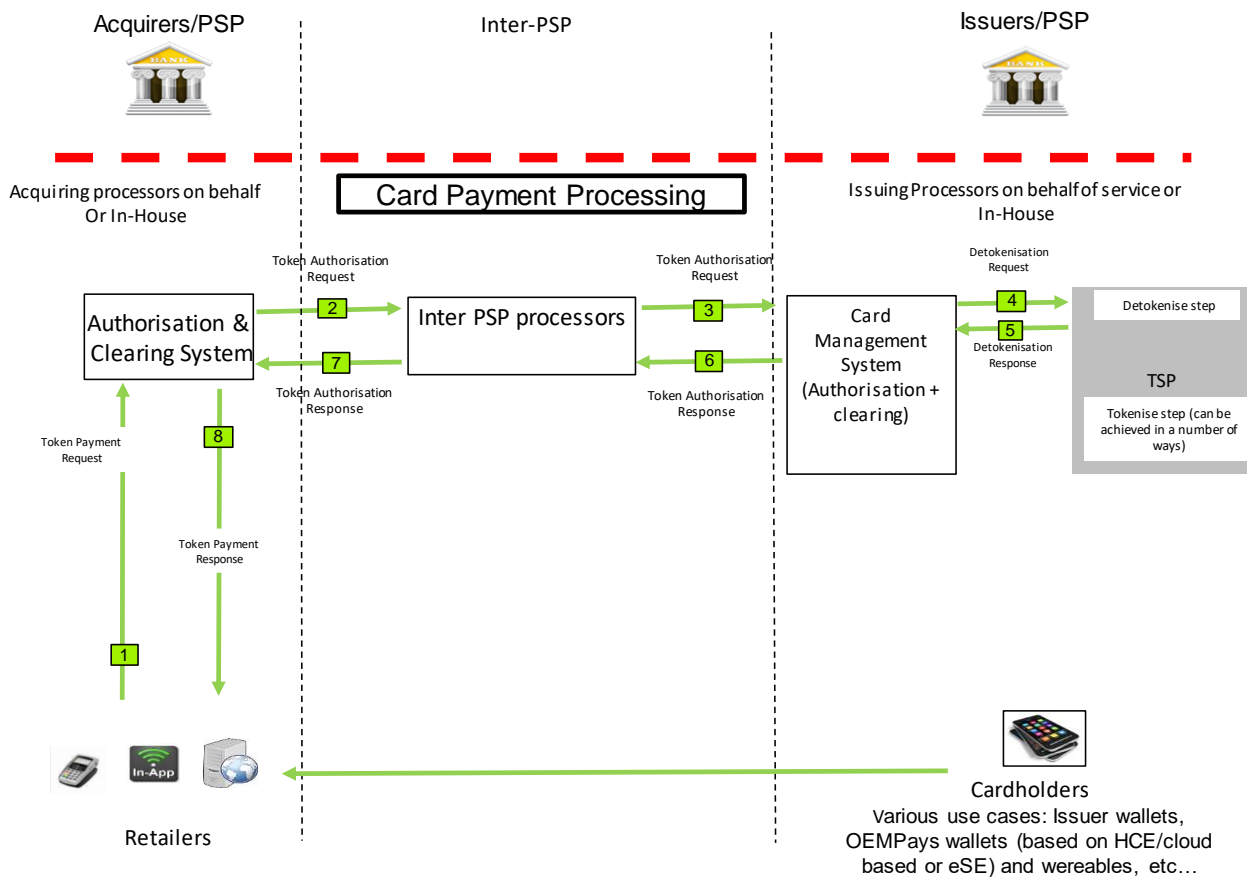 Acquirers/PSP
Inter-PSP
Issuers/PSP
BANK
BANK
Acquiring processors on behalf
Or In-House
Card Payment Processing
Issuing Processors on behalf of service or
In-House
Token Authorisation
Request
Token Authorisation
Request
Detokenisation
Request
2
3
4
Authorisation &
Clearing System
Inter PSP processors
Card
Management
System
(Authorisation +
clearing)
Detokenise step
5
Detokenisation
Response
7
6
Token Authorisation
Response
Token Authorisation
Response
TSP
Tokenise step (can be
achieved in a number of
ways)
8
Token Payment
Request
Token Payment
Response
1
In-App
Retailers
Cardholders
Various use cases: Issuer wallets,
OEMPays wallets (based on HCE/cloud
based or eSE) and wereables, etc…